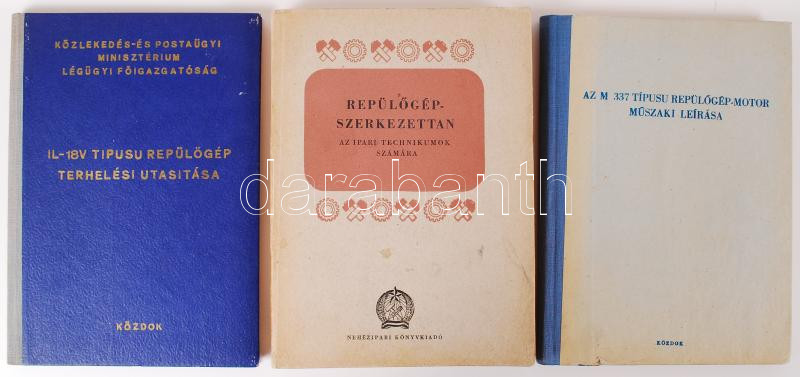 KÖZLEKEDÉS-ÉS POSTAÜGYI
MINISZTÉRIUM
LÉGÜGYI FŐIGAZGATÓSÁG
IL-18V TIPUSU REPÜLŐGÉP
TERHELÉSI UTASITÁSA
KÖZDOK
REPÜLŐGÉP-
SZERKEZETTAN
AZ IPARI TECHNIKUMOK
SZÁMÁRA
NEHÉZIPARI KÖNYVKIADÓ
AZ M 337 TÍPUSU REPÜLŐGÉP-MOTOR
MŰSZAKI LEÍRÁSA
KÖZDOK
darabanth